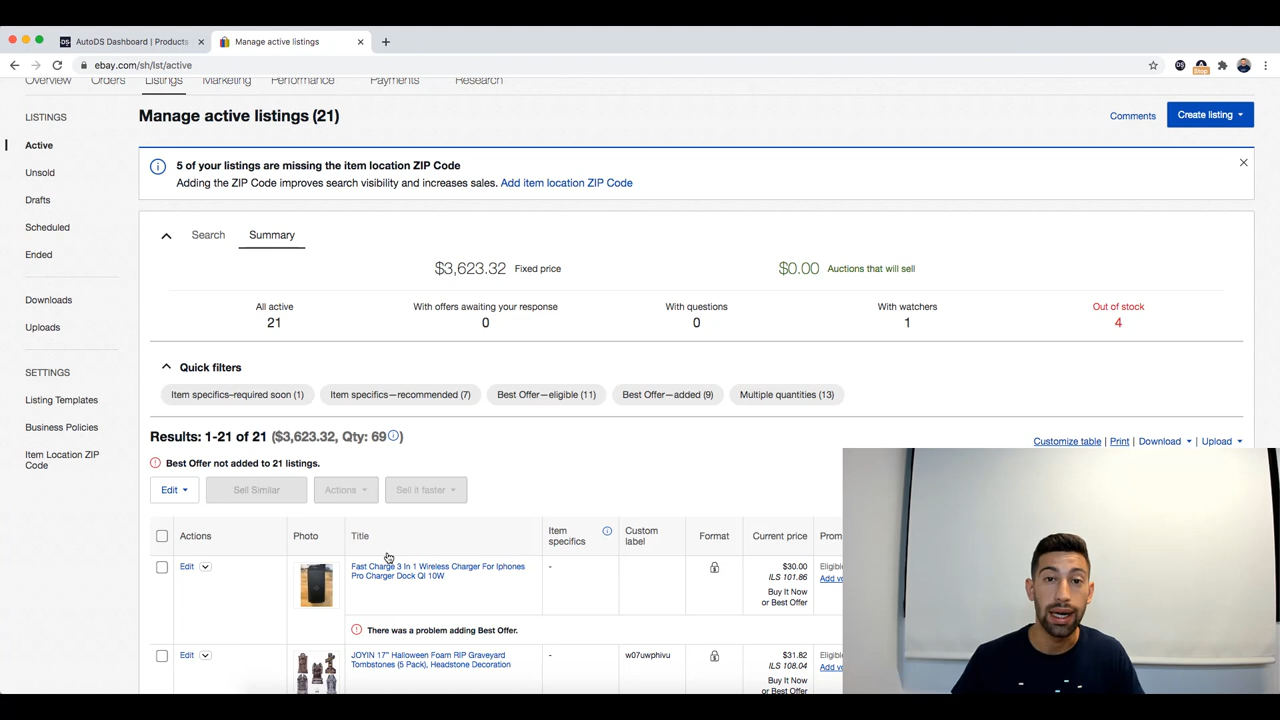 AutoDS Dashboard | Products
Manage active listings
ebay.com/sh/lst/active
Stop
Overview Orders Listings Marketing Performance Payments Research
LISTINGS
Active
Unsold
Drafts
Scheduled
Ended
Downloads
Uploads
SETTINGS
Listing Templates
Business Policies
Item Location ZIP
Code
Manage active listings (21)
Comments
Create listing
5 of your listings are missing the item location ZIP Code
Adding the ZIP Code improves search visibility and increases sales. Add item location ZIP Code
Search Summary
$3,623.32 Fixed price
$0.00 Auctions that will sell
All active With offers awaiting your response With questions With watchers Out of stock
21 0 0 1 4
Quick filters
Item specifics–required soon (1) Item specifics—recommended (7) Best Offer—eligible (11) Best Offer—added (9) Multiple quantities (13)
Results: 1-21 of 21 ($3,623.32, Qty: 69)
Customize table | Print | Download | Upload
Best Offer not added to 21 listings.
Edit Sell Similar Actions Sell it faster
Actions Photo Title Item
specifics Custom
label Format Current price Prom
Edit
Fast Charge 3 In 1 Wireless Charger For Iphones
Pro Charger Dock QI 10W
-
$30.00
ILS 101.86
Buy It Now
or Best Offer
Eligible
Add vo
There was a problem adding Best Offer.
Edit
JOYIN 17" Halloween Foam RIP Graveyard
Tombstones (5 Pack), Headstone Decoration
-
w07uwphivu
$31.82
ILS 108.04
Buy It Now
or Best Offer
Eligible
Add vo